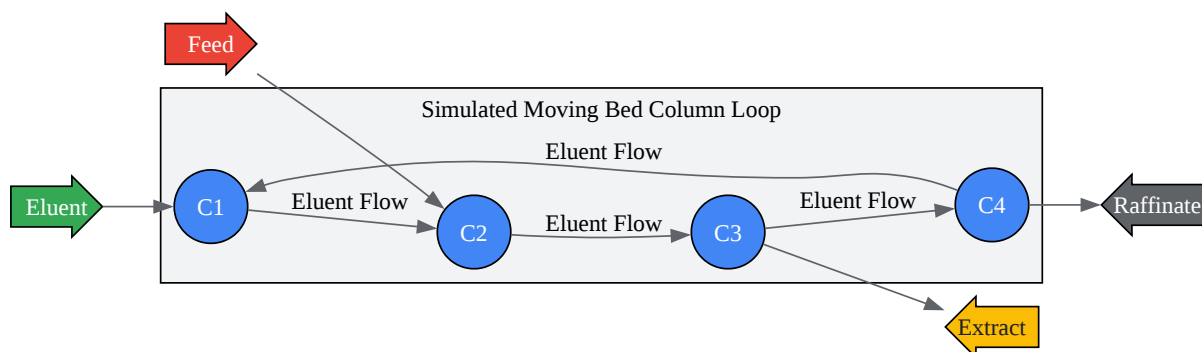 Feed
Simulated Moving Bed Column Loop
Eluent Flow
Eluent
C1
Eluent Flow
C2
Eluent Flow
C3
Eluent Flow
C4
Raffinate
Extract